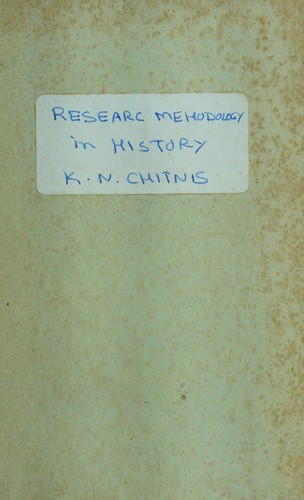 RESEARC MEHODOLOGY
in HISTORY
K. N. CHITNIS